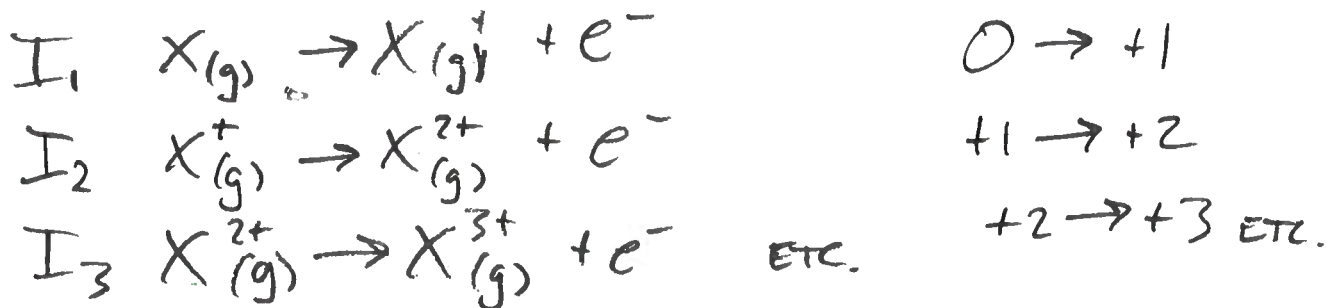 I₁ X(g) → X⁺(g) + e⁻ 0 → +1
I₂ X⁺(g) → X²⁺(g) + e⁻ +1 → +2
I₃ X²⁺(g) → X³⁺(g) + e⁻ ETC. +2 → +3 ETC.